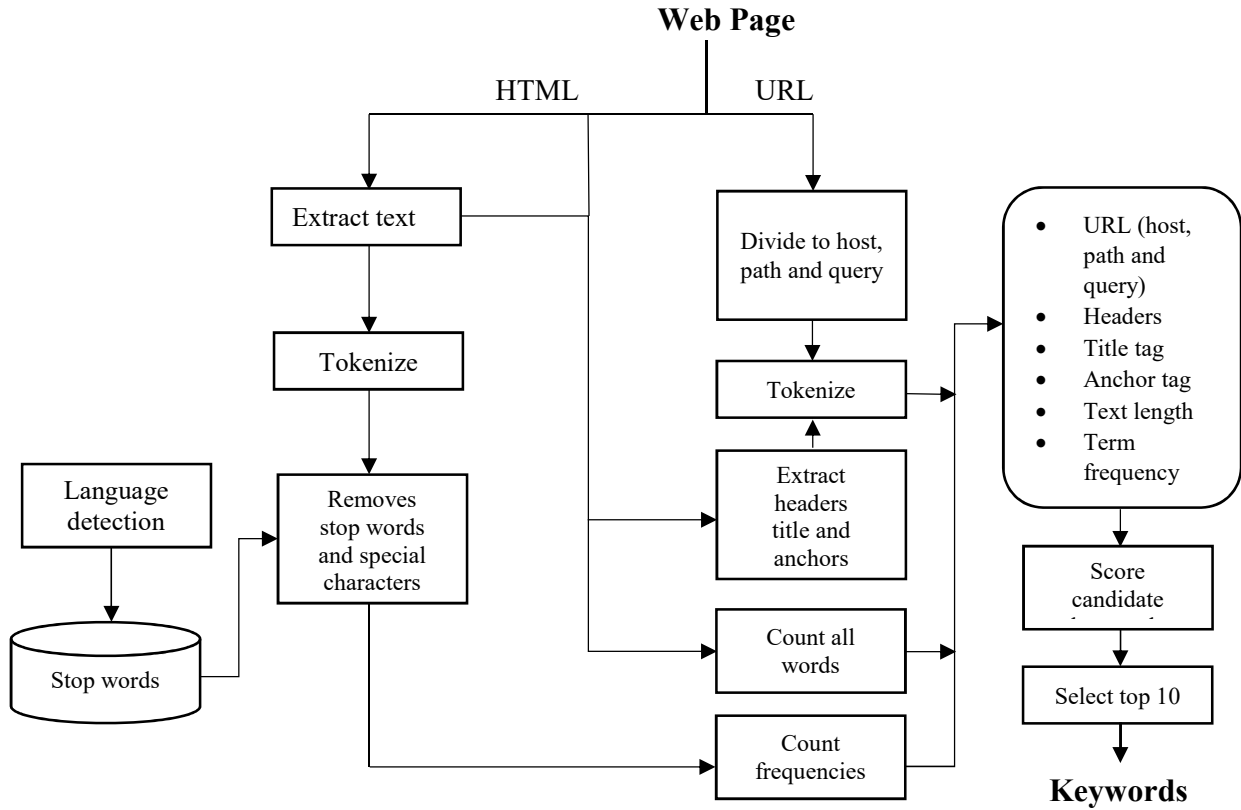 Web Page
HTML
URL
Extract text
Divide to host,
path and query
• URL (host,
path and
query)
• Headers
• Title tag
• Anchor tag
• Text length
• Term
frequency
Tokenize
Tokenize
Language
detection
Removes
stop words
and special
characters
Extract
headers
title and
anchors
Stop words
Count all
words
Count
frequencies
Score
candidate
Select top 10
Keywords